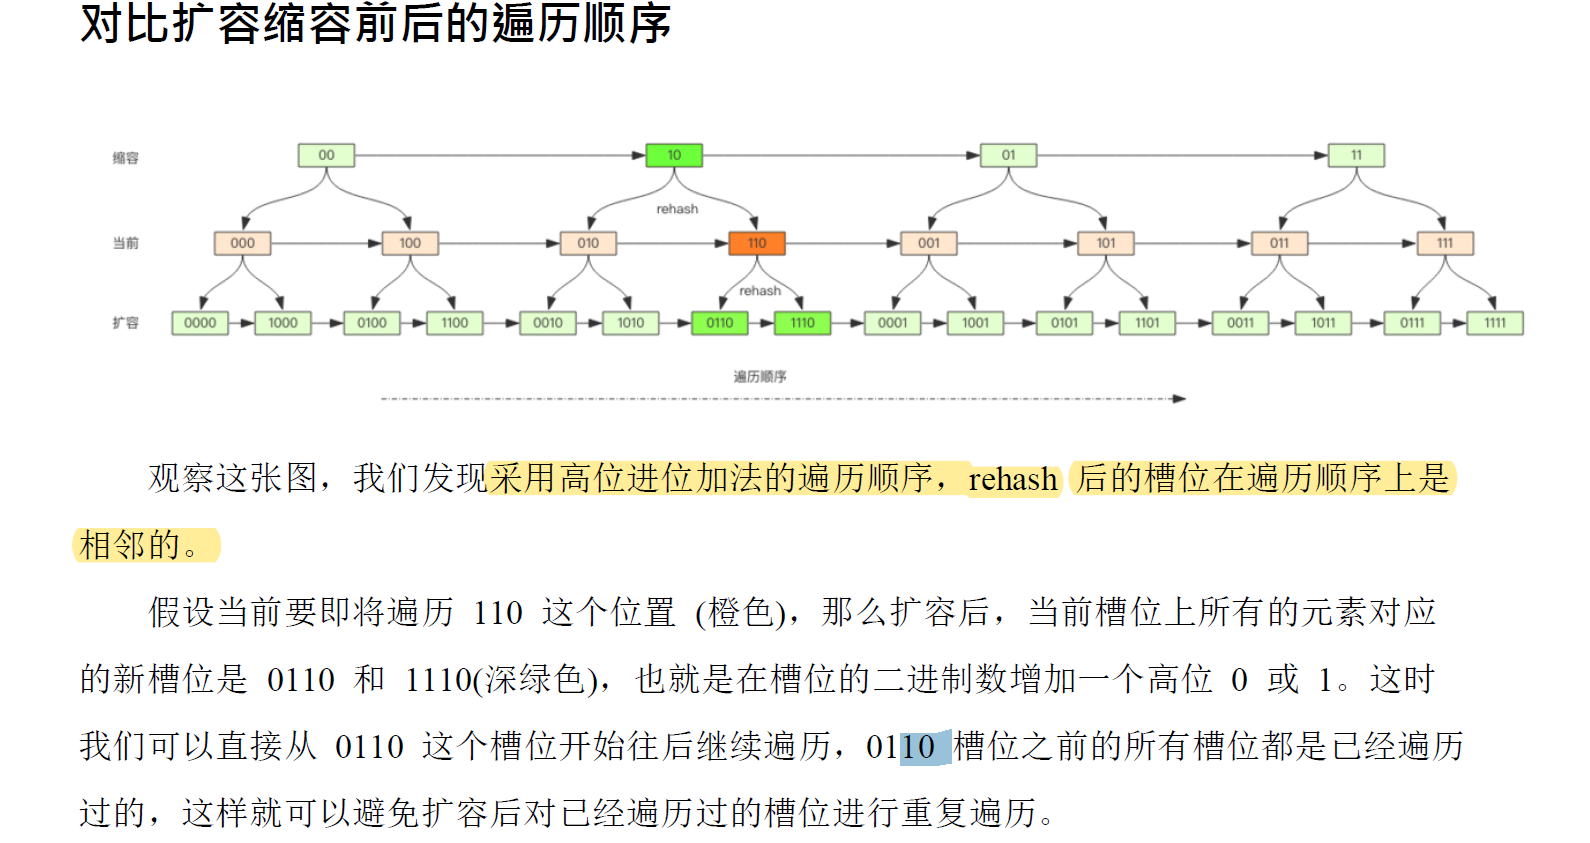 对比扩容缩容前后的遍历顺序
缩容 00 10 01 11
rehash
当前 000 100 010 110 001 101 011 111
rehash
扩容 0000 1000 0100 1100 0010 1010 0110 1110 0001 1001 0101 1101 0011 1011 0111 1111
遍历顺序
观察这张图，我们发现采用高位进位加法的遍历顺序，rehash 后的槽位在遍历顺序上是
相邻的。
假设当前要即将遍历 110 这个位置 (橙色)，那么扩容后，当前槽位上所有的元素对应
的新槽位是 0110 和 1110(深绿色)，也就是在槽位的二进制数增加一个高位 0 或 1。这时
我们可以直接从 0110 这个槽位开始往后继续遍历，0110 槽位之前的所有槽位都是已经遍历
过的，这样就可以避免扩容后对已经遍历过的槽位进行重复遍历。